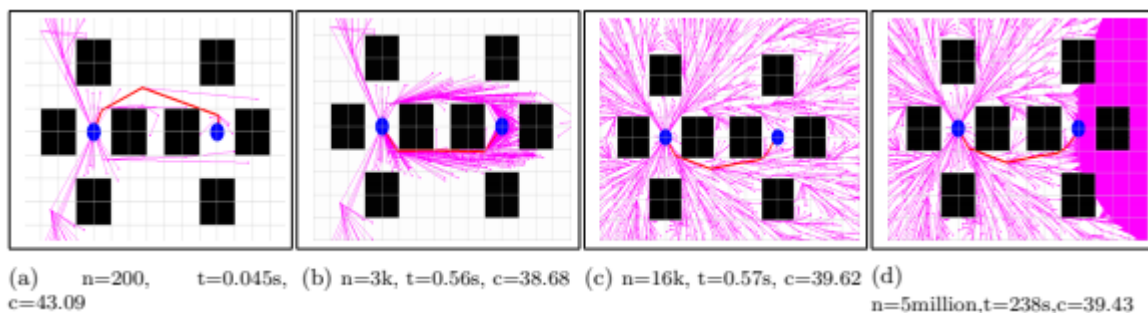 (a) n=200, t=0.045s,
c=43.09
(b) n=3k, t=0.56s, c=38.68
(c) n=16k, t=0.57s, c=39.62
(d)
n=5million,t=238s,c=39.43